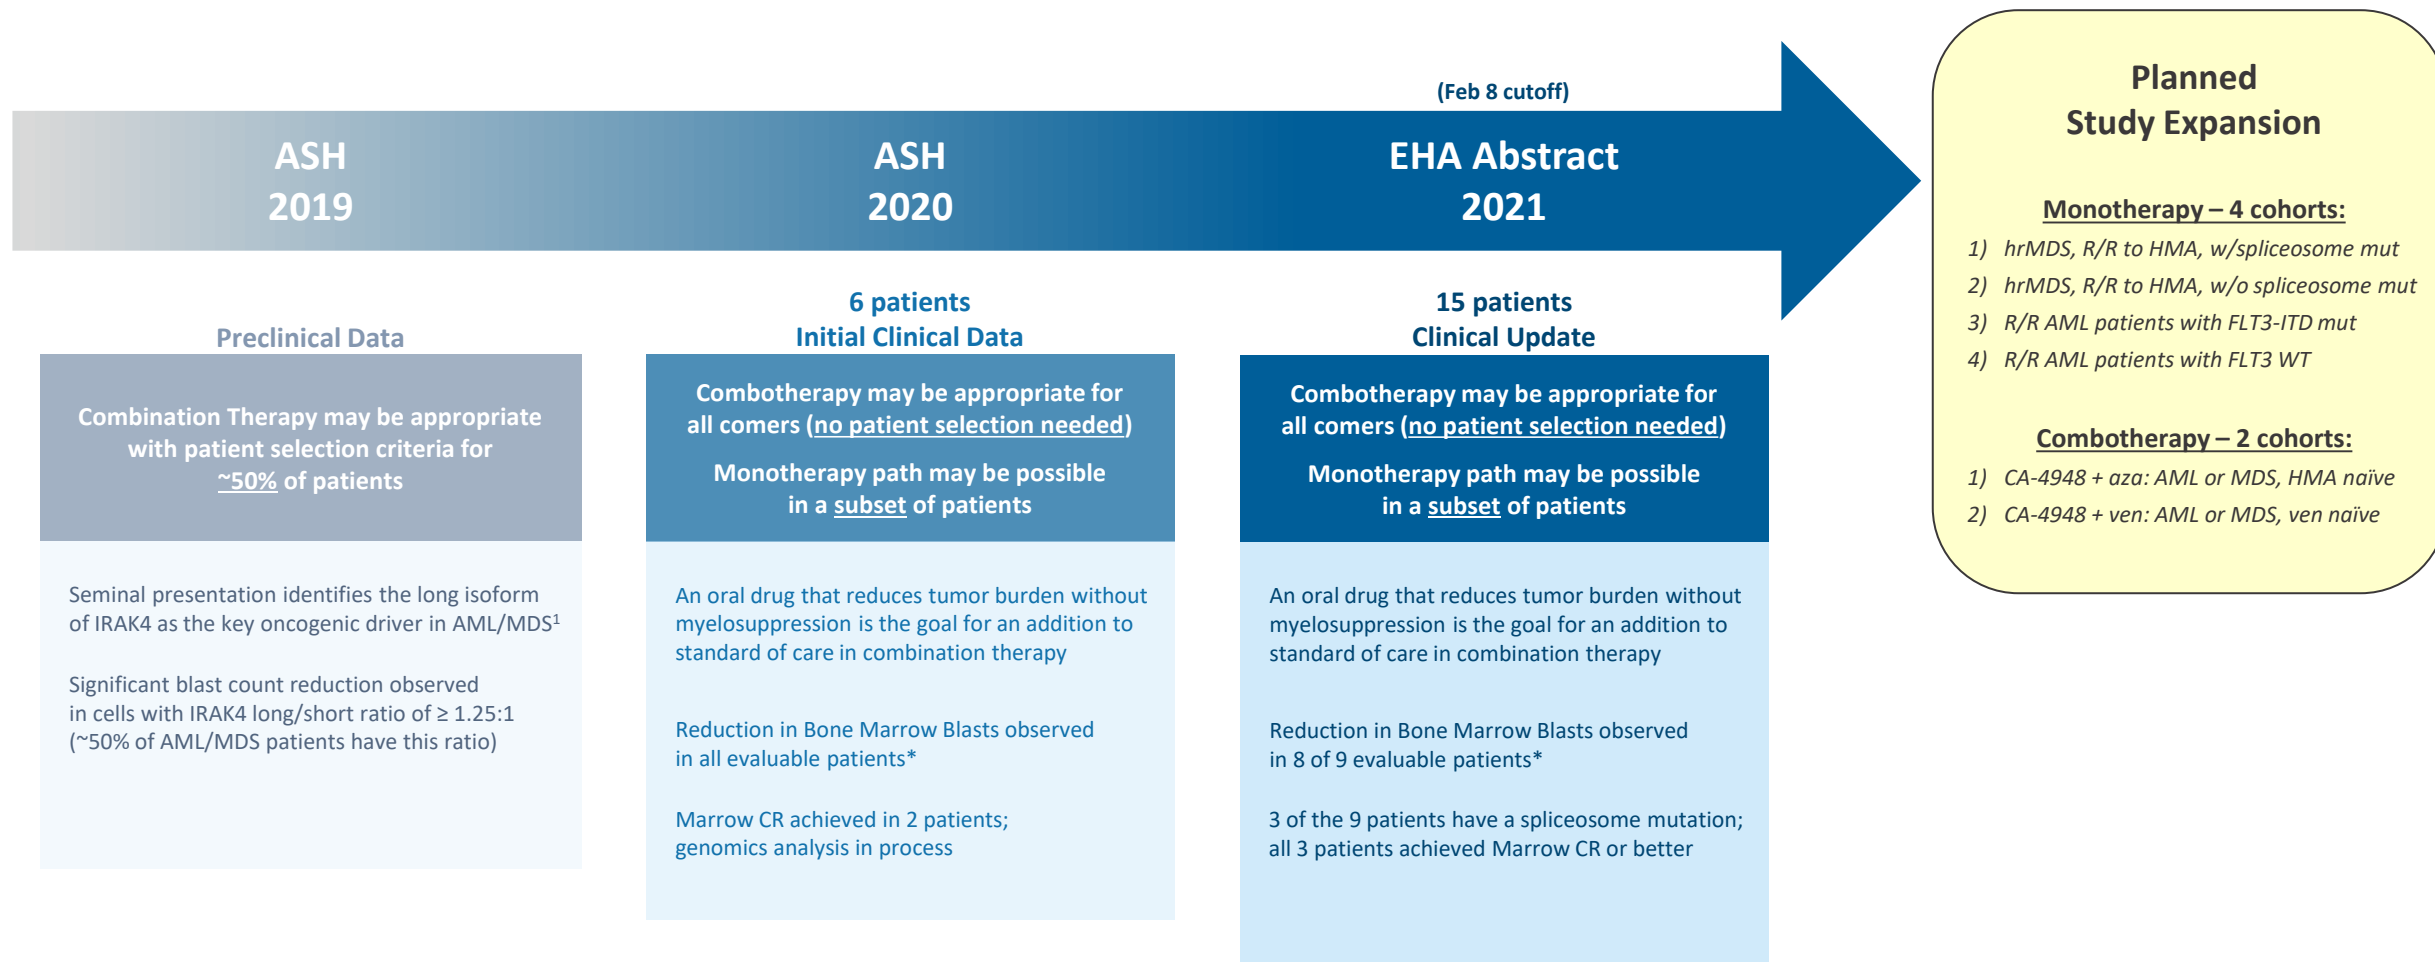 (Feb 8 cutoff)
ASH
2019
ASH
2020
EHA Abstract
2021
Preclinical Data
Combination Therapy may be appropriate
with patient selection criteria for
~50% of patients
Seminal presentation identifies the long isoform
of IRAK4 as the key oncogenic driver in AML/MDS¹
Significant blast count reduction observed
in cells with IRAK4 long/short ratio of ≥ 1.25:1
(~50% of AML/MDS patients have this ratio)
6 patients
Initial Clinical Data
Combotherapy may be appropriate for
all comers (no patient selection needed)
Monotherapy path may be possible
in a subset of patients
An oral drug that reduces tumor burden without
myelosuppression is the goal for an addition to
standard of care in combination therapy
Reduction in Bone Marrow Blasts observed
in all evaluable patients*
Marrow CR achieved in 2 patients;
genomics analysis in process
15 patients
Clinical Update
Combotherapy may be appropriate for
all comers (no patient selection needed)
Monotherapy path may be possible
in a subset of patients
An oral drug that reduces tumor burden without
myelosuppression is the goal for an addition to
standard of care in combination therapy
Reduction in Bone Marrow Blasts observed
in 8 of 9 evaluable patients*
3 of the 9 patients have a spliceosome mutation;
all 3 patients achieved Marrow CR or better
Planned
Study Expansion
Monotherapy – 4 cohorts:
1) hrMDS, R/R to HMA, w/spliceosome mut
2) hrMDS, R/R to HMA, w/o spliceosome mut
3) R/R AML patients with FLT3-ITD mut
4) R/R AML patients with FLT3 WT
Combotherapy – 2 cohorts:
1) CA-4948 + aza: AML or MDS, HMA naïve
2) CA-4948 + ven: AML or MDS, ven naïve